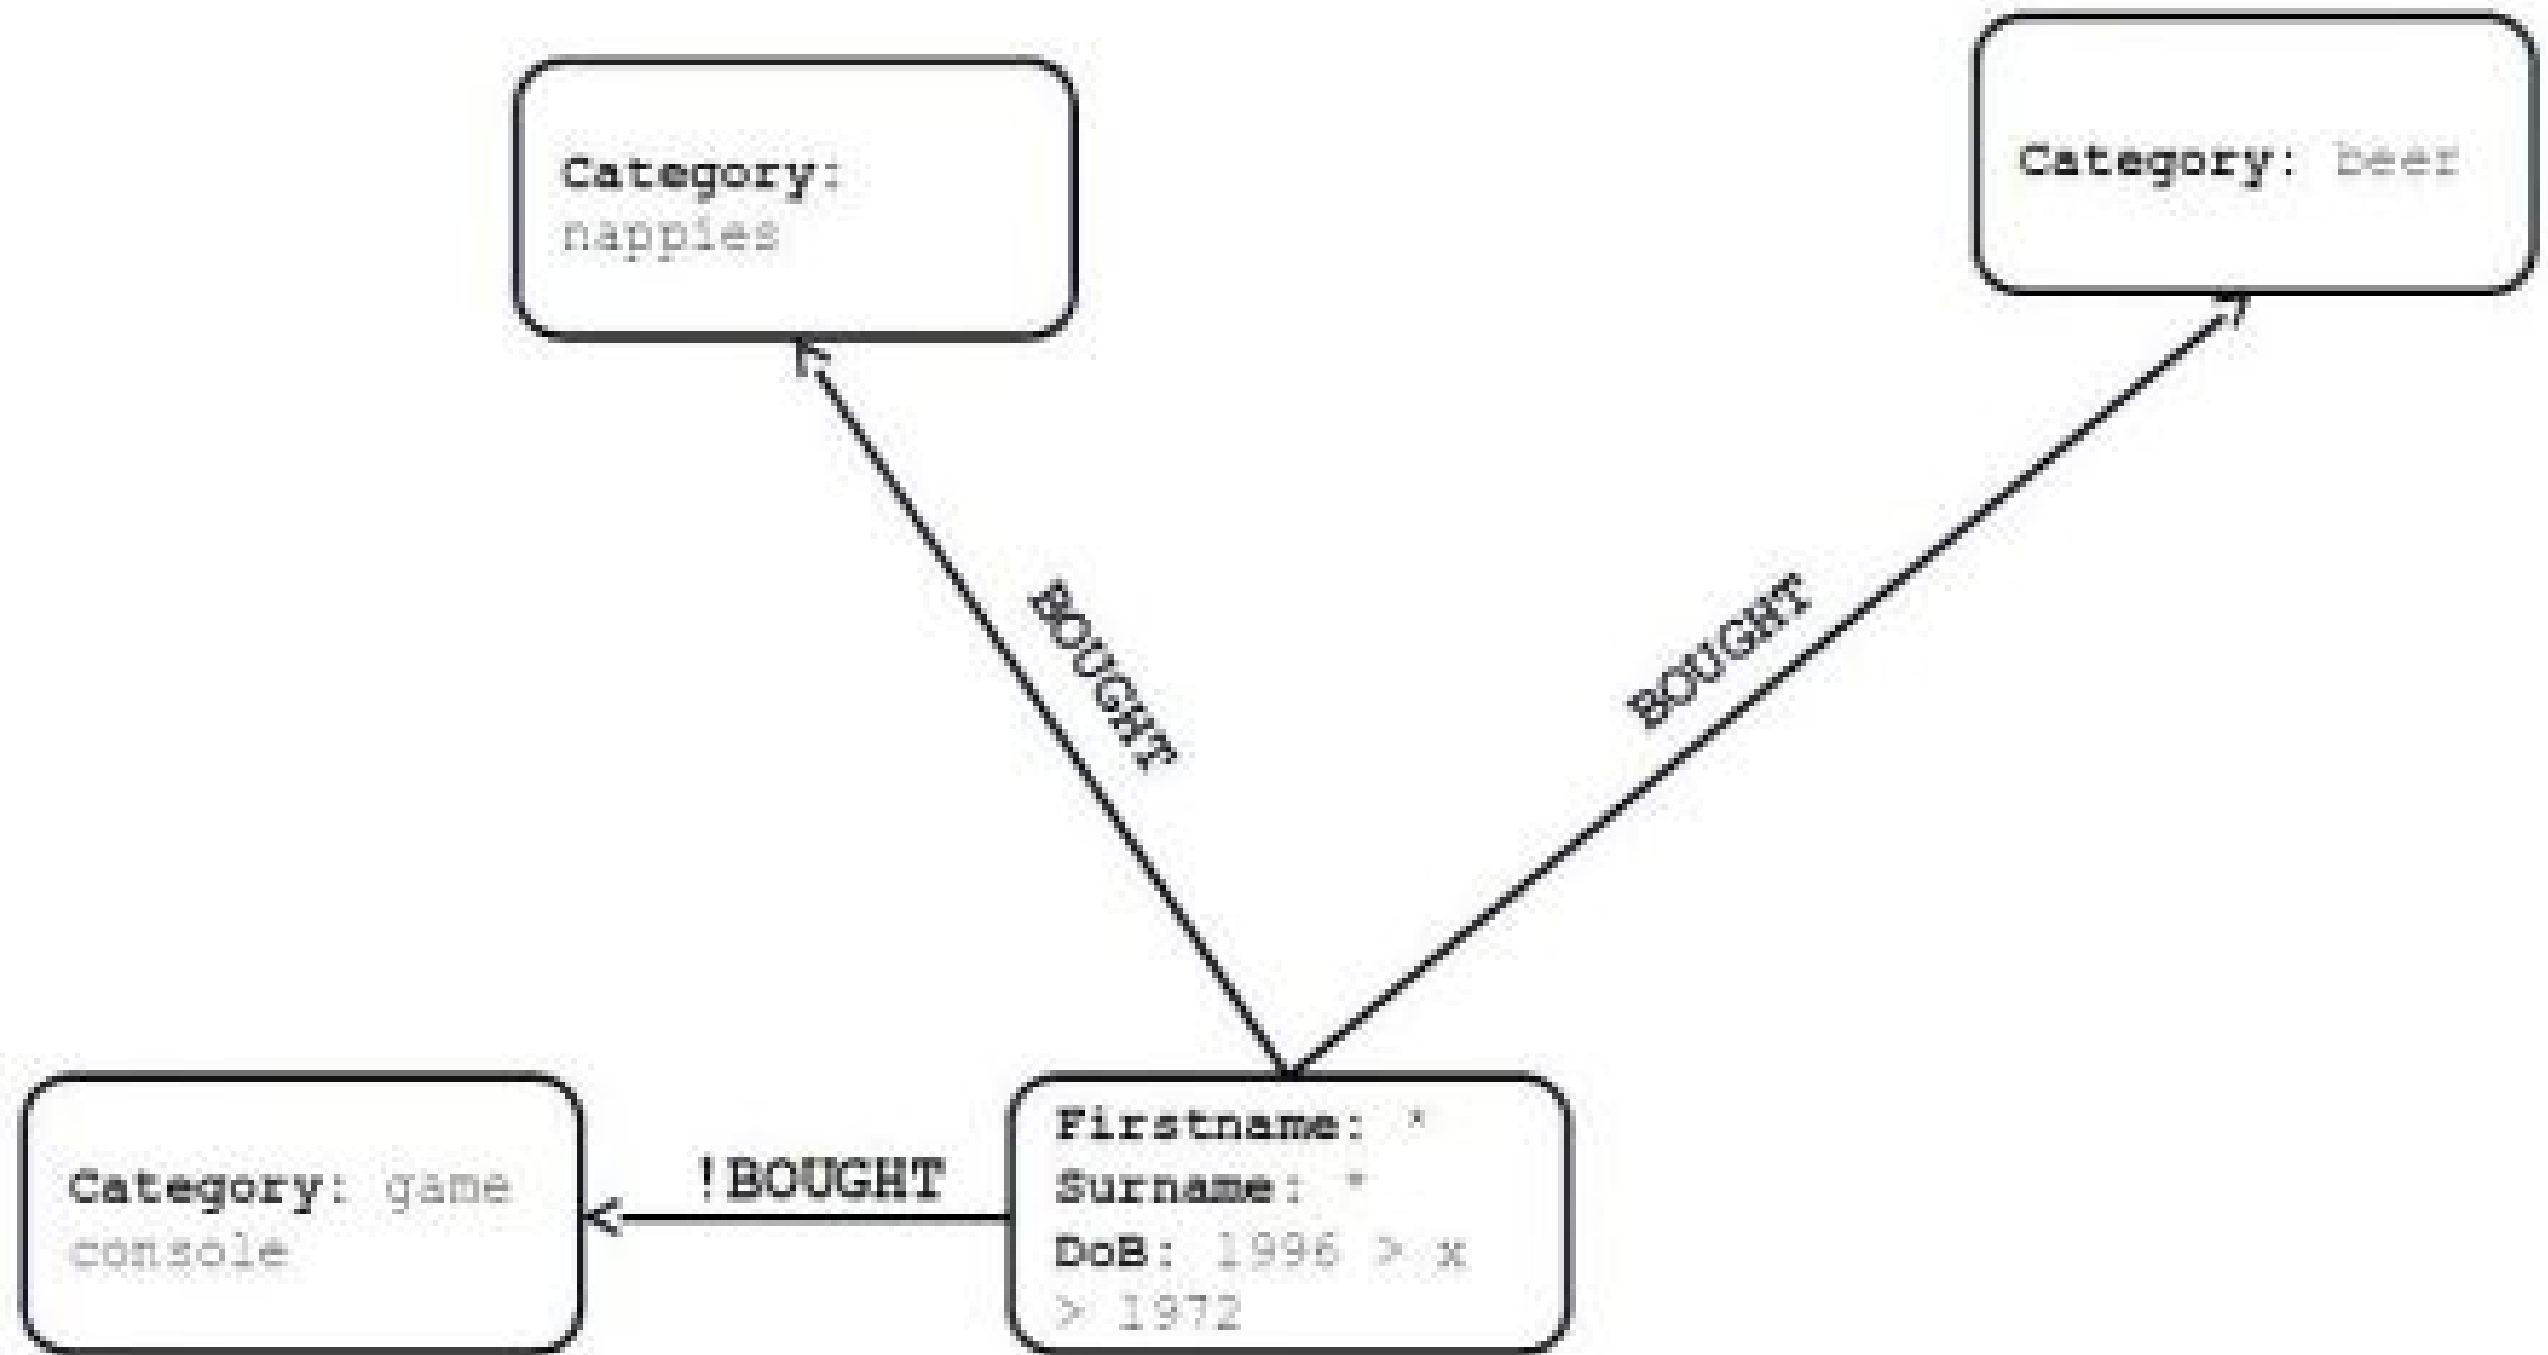 Category:
nappies
Category: beer
BOUGHT
BOUGHT
Category: game
console
!BOUGHT
Firstname: *
Surname: *
DoB: 1996 > x
> 1972